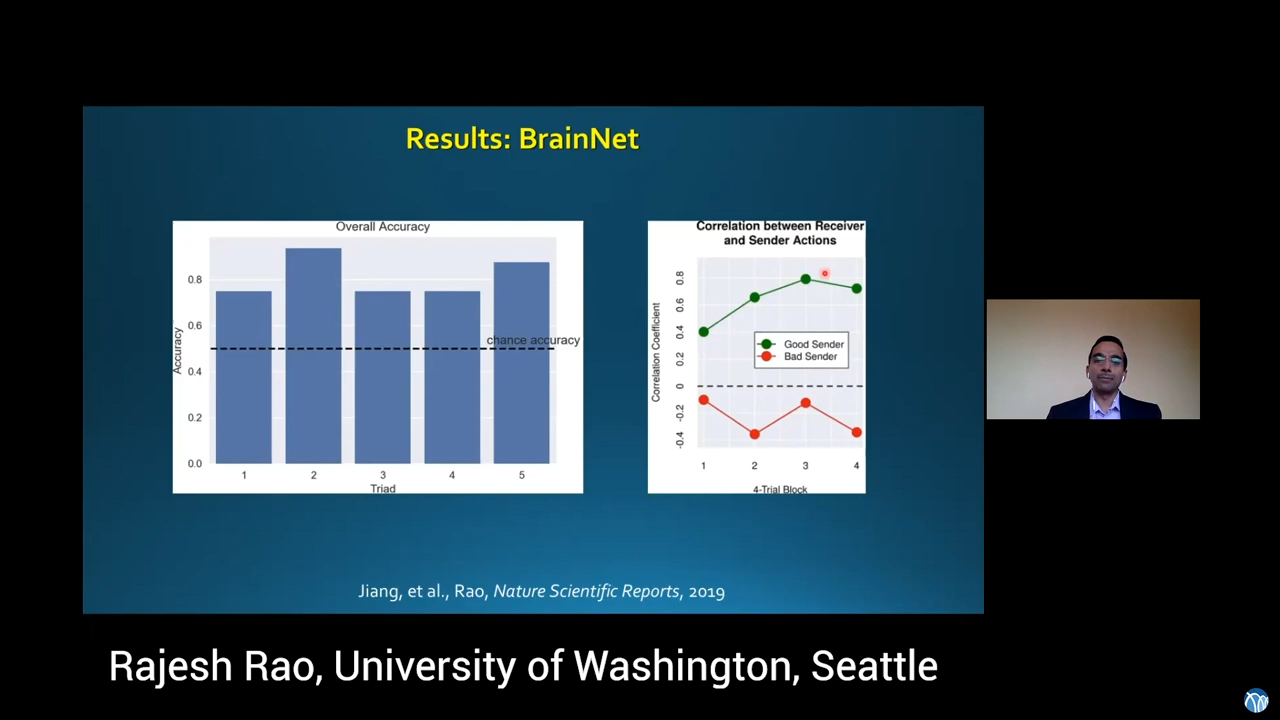 Results: BrainNet
Overall Accuracy
Accuracy
0.8
0.6
0.4
0.2
0.0
chance accuracy
1 2 3 4 5
Triad
Correlation between Receiver
and Sender Actions
Correlation Coefficient
0.8
0.6
0.4
0.2
0
-0.2
-0.4
Good Sender
Bad Sender
1 2 3 4
4-Trial Block
Jiang, et al., Rao, Nature Scientific Reports, 2019
Rajesh Rao, University of Washington, Seattle